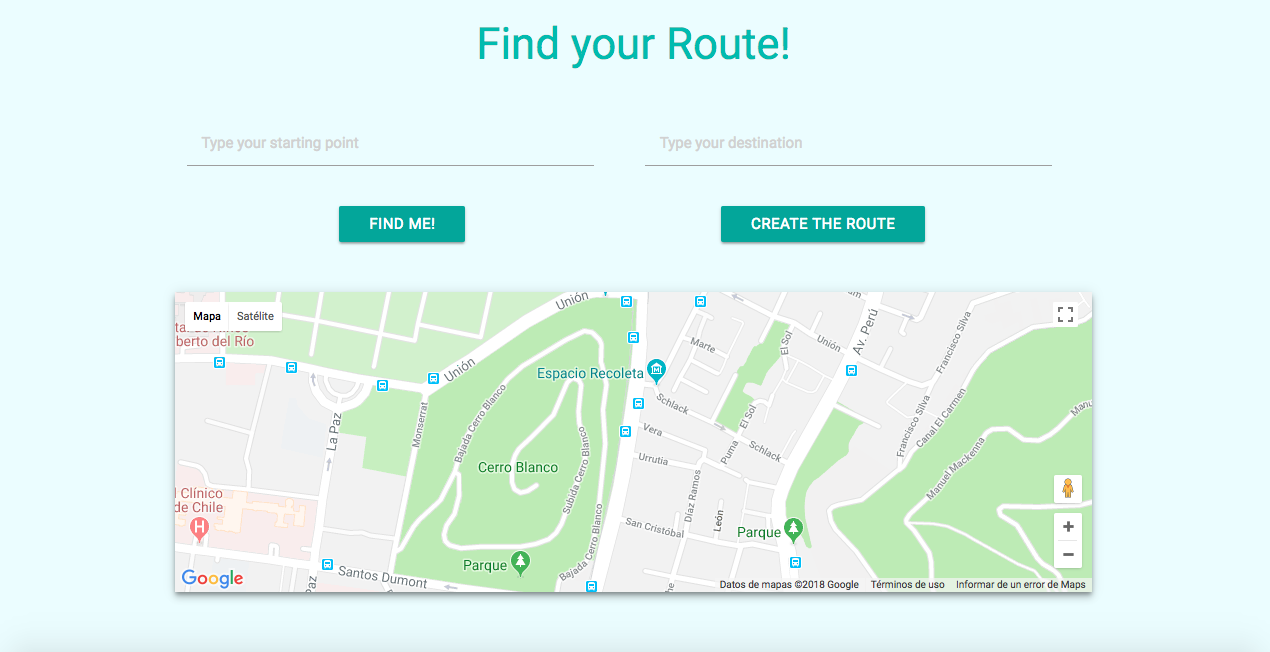 Find your Route!
Type your starting point
Type your destination
FIND ME!
CREATE THE ROUTE
Mapa
Satélite
Unión
berto del Río
Unión
Marte
El Sol
Unión
Av. Perú
Francisco Silva
Espacio Recoleta
Schlack
Monserrat
Bajada Cerro Blanco
La Paz
Vera
Puma
El Sol
Schlack
Francisco Silva
Canal El Carmen
Manuel Mackenna
Cerro Blanco
Subida Cerro Blanco
Urrutia
Díaz Ramos
León
l Clínico
de Chile
H
San Cristóbal
Parque
Parque
Bajada Cerro Blanco
Santos Dumont
Paz
Google
Datos de mapas ©2018 Google
Términos de uso
Informar de un error de Maps
+
−